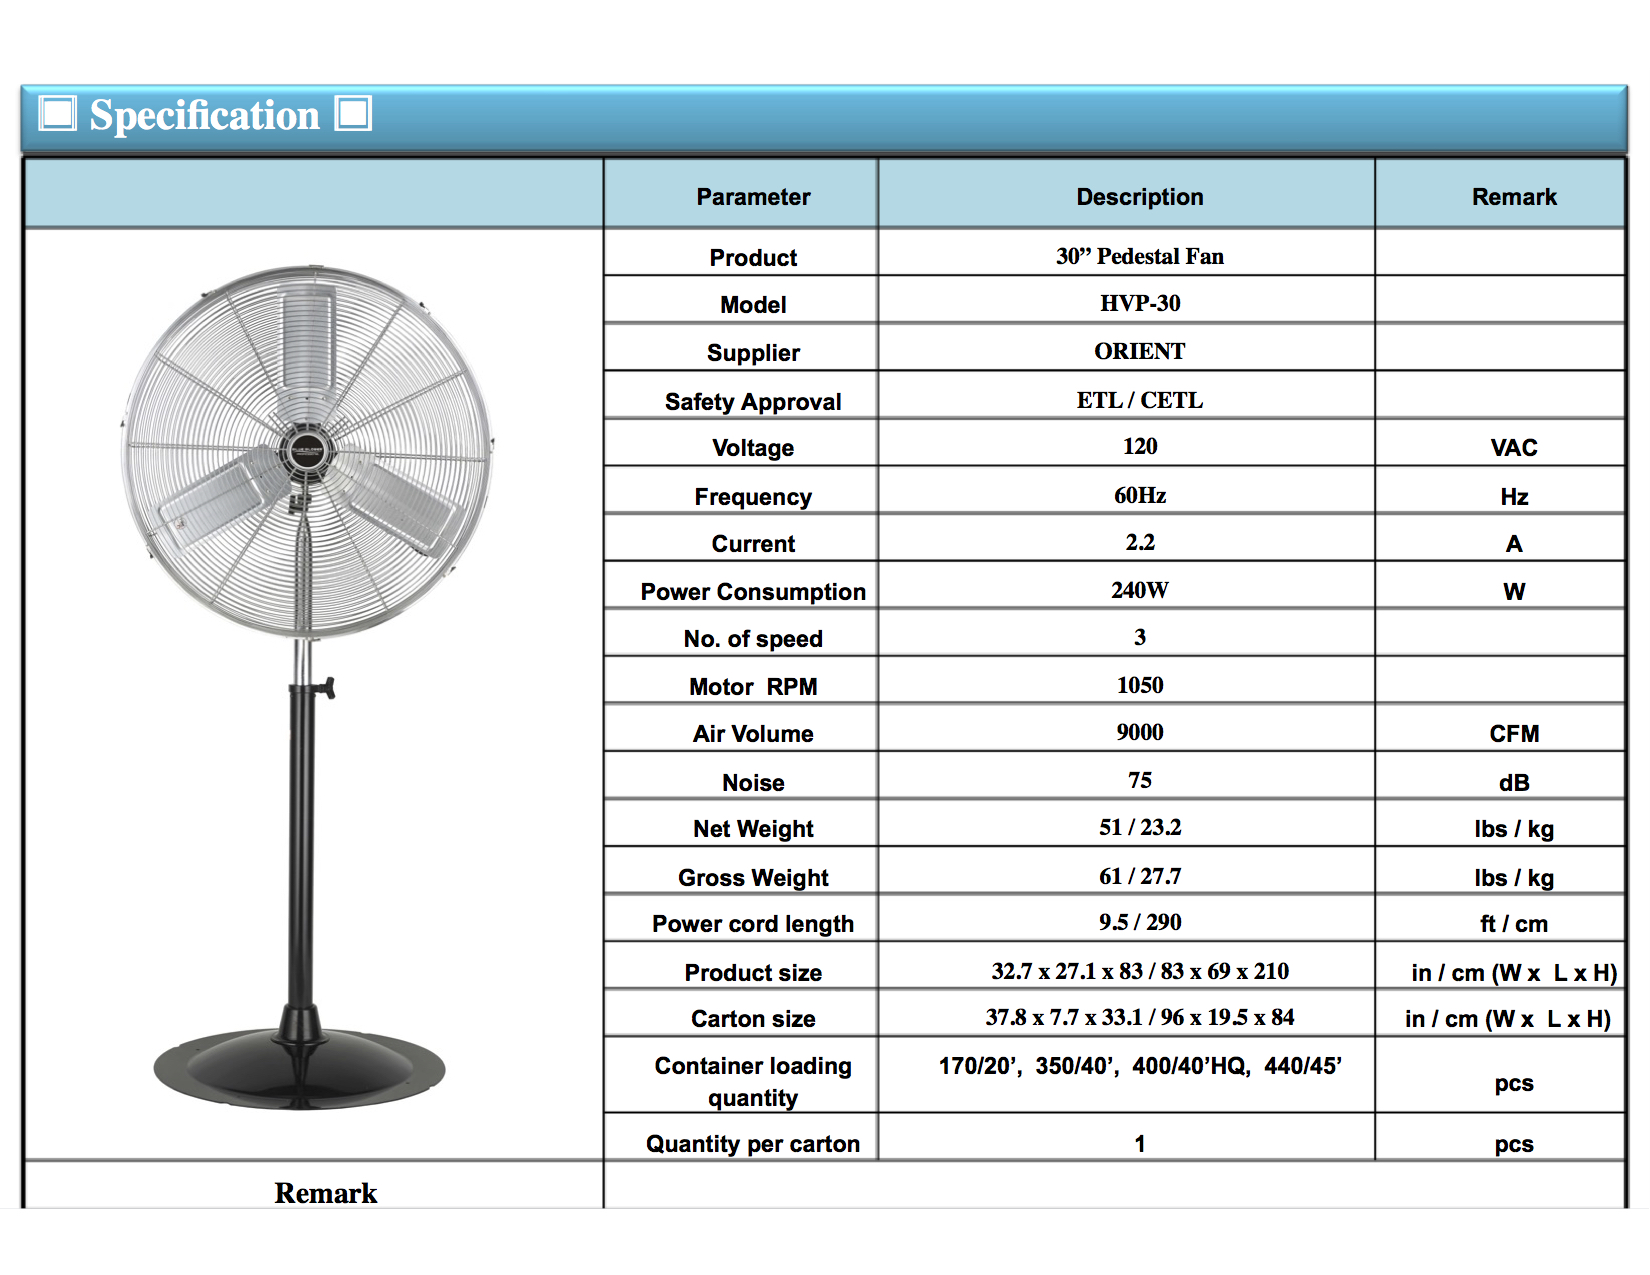 Specification
Parameter Description Remark
Product 30” Pedestal Fan
Model HVP-30
Supplier ORIENT
Safety Approval ETL / CETL
Voltage 120 VAC
Frequency 60Hz Hz
Current 2.2 A
Power Consumption 240W W
No. of speed 3
Motor RPM 1050
Air Volume 9000 CFM
Noise 75 dB
Net Weight 51 / 23.2 lbs / kg
Gross Weight 61 / 27.7 lbs / kg
Power cord length 9.5 / 290 ft / cm
Product size 32.7 x 27.1 x 83 / 83 x 69 x 210 in / cm (W x L x H)
Carton size 37.8 x 7.7 x 33.1 / 96 x 19.5 x 84 in / cm (W x L x H)
Container loading quantity 170/20’, 350/40’, 400/40’HQ, 440/45’ pcs
Quantity per carton 1 pcs
Remark